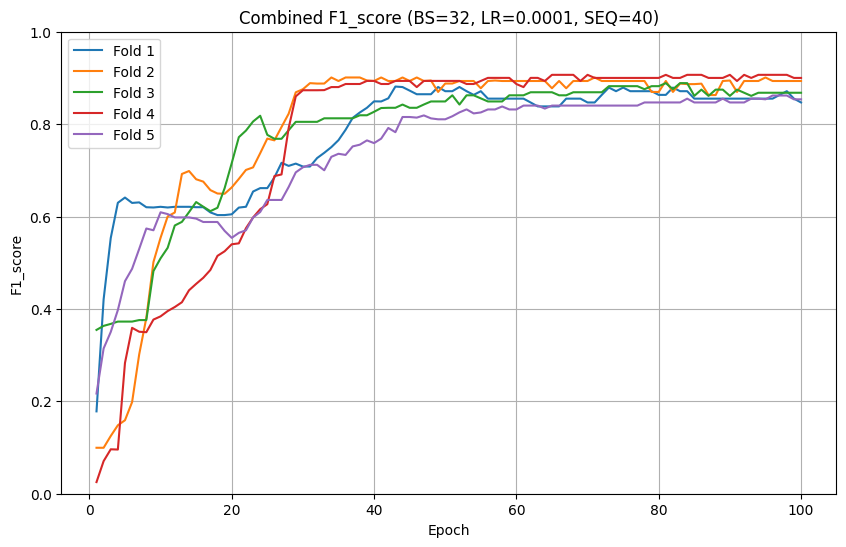 Combined F1_score (BS=32, LR=0.0001, SEQ=40)
Fold 1
Fold 2
Fold 3
Fold 4
Fold 5
1.0
0.8
0.6
0.4
0.2
0.0
F1_score
0 20 40 60 80 100
Epoch